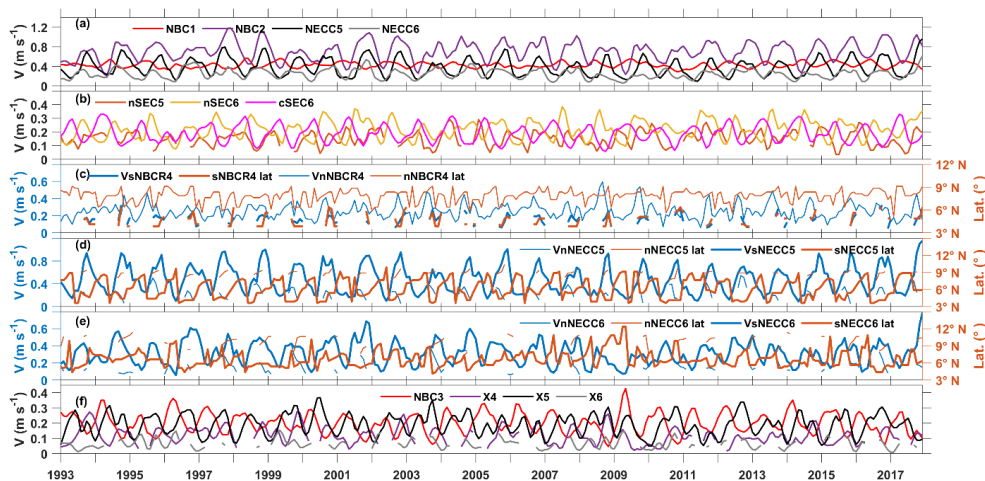 (a) NBC1 NBC2 NECC5 NECC6
V (m s-1)
1.2
0.8
0.4
0
(b) nSEC5 nSEC6 cSEC6
V (m s-1)
0.4
0.3
0.2
0.1
0
(c) VsNBCR4 sNBCR4 lat VnNBCR4 nNBCR4 lat
V (m s-1)
0.6
0.4
0.2
0
12° N
9° N
6° N
3° N
Lat. (°)
(d) VnNECC5 nNECC5 lat VsNECC5 sNECC5 lat
V (m s-1)
0.8
0.4
0
12° N
9° N
6° N
3° N
Lat. (°)
(e) VnNECC6 nNECC6 lat VsNECC6 sNECC6 lat
V (m s-1)
0.6
0.4
0.2
0
12° N
9° N
6° N
3° N
Lat. (°)
(f) NBC3 X4 X5 X6
V (m s-1)
0.4
0.3
0.2
0.1
0
1993 1995 1997 1999 2001 2003 2005 2007 2009 2011 2013 2015 2017